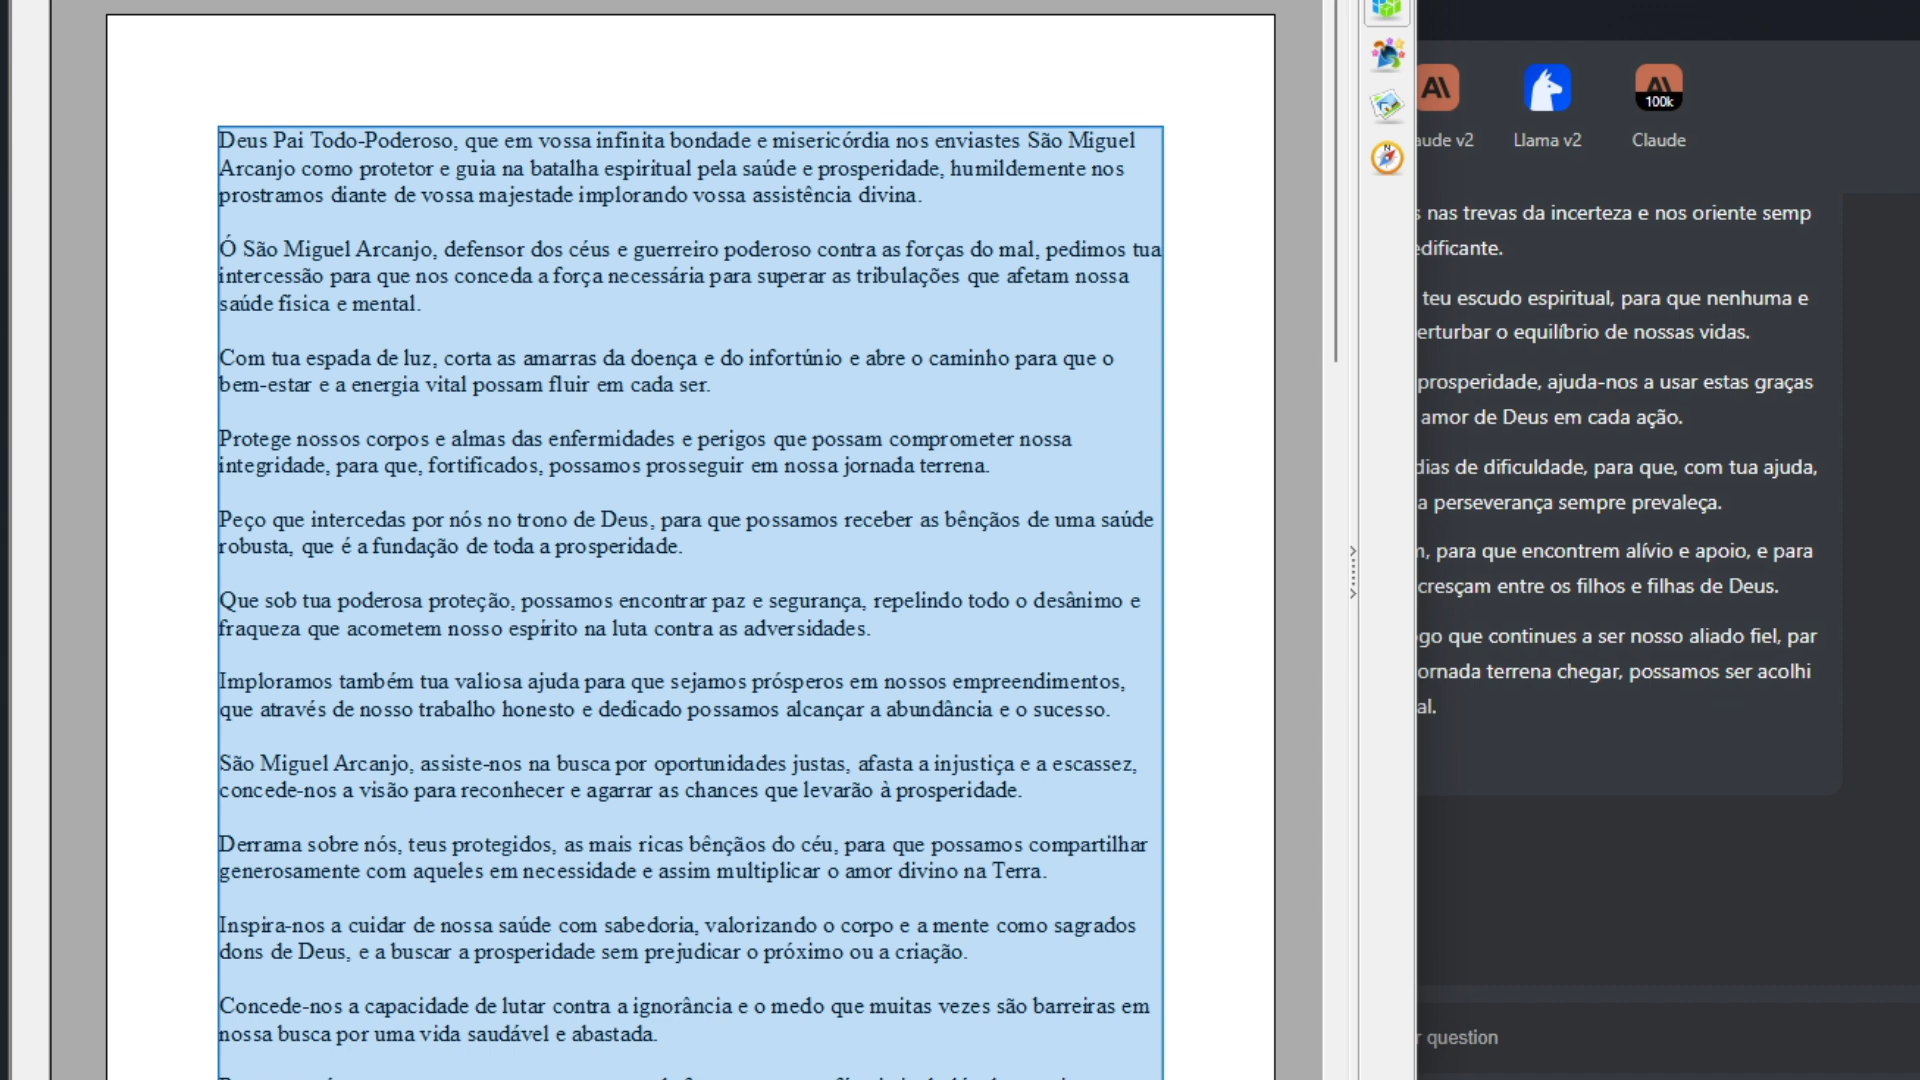 Deus Pai Todo-Poderoso, que em vossa infinita bondade e misericórdia nos enviastes São Miguel
Arcanjo como protetor e guia na batalha espiritual pela saúde e prosperidade, humildemente nos
prostramos diante de vossa majestade implorando vossa assistência divina.
Ó São Miguel Arcanjo, defensor dos céus e guerreiro poderoso contra as forças do mal, pedimos tua
intercessão para que nos conceda a força necessária para superar as tribulações que afetam nossa
saúde física e mental.
Com tua espada de luz, corta as amarras da doença e do infortúnio e abre o caminho para que o
bem-estar e a energia vital possam fluir em cada ser.
Protege nossos corpos e almas das enfermidades e perigos que possam comprometer nossa
integridade, para que, fortificados, possamos prosseguir em nossa jornada terrena.
Peço que intercedas por nós no trono de Deus, para que possamos receber as bênçãos de uma saúde
robusta, que é a fundação de toda a prosperidade.
Que sob tua poderosa proteção, possamos encontrar paz e segurança, repelindo todo o desânimo e
fraqueza que acometem nosso espírito na luta contra as adversidades.
Imploramos também tua valiosa ajuda para que sejamos prósperos em nossos empreendimentos,
que através de nosso trabalho honesto e dedicado possamos alcançar a abundância e o sucesso.
São Miguel Arcanjo, assiste-nos na busca por oportunidades justas, afasta a injustiça e a escassez,
concede-nos a visão para reconhecer e agarrar as chances que levarão à prosperidade.
Derrama sobre nós, teus protegidos, as mais ricas bênçãos do céu, para que possamos compartilhar
generosamente com aqueles em necessidade e assim multiplicar o amor divino na Terra.
Inspira-nos a cuidar de nossa saúde com sabedoria, valorizando o corpo e a mente como sagrados
dons de Deus, e a buscar a prosperidade sem prejudicar o próximo ou a criação.
Concede-nos a capacidade de lutar contra a ignorância e o medo que muitas vezes são barreiras em
nossa busca por uma vida saudável e abastada.
100k
aude v2
Llama v2
Claude
nas trevas da incerteza e nos oriente semp
edificante.
teu escudo espiritual, para que nenhuma e
erturbar o equilíbrio de nossas vidas.
prosperidade, ajuda-nos a usar estas graças
amor de Deus em cada ação.
dias de dificuldade, para que, com tua ajuda,
a perseverança sempre prevaleça.
, para que encontrem alívio e apoio, e para
cresçam entre os filhos e filhas de Deus.
go que continues a ser nosso aliado fiel, par
ornada terrena chegar, possamos ser acolhi
al.
question